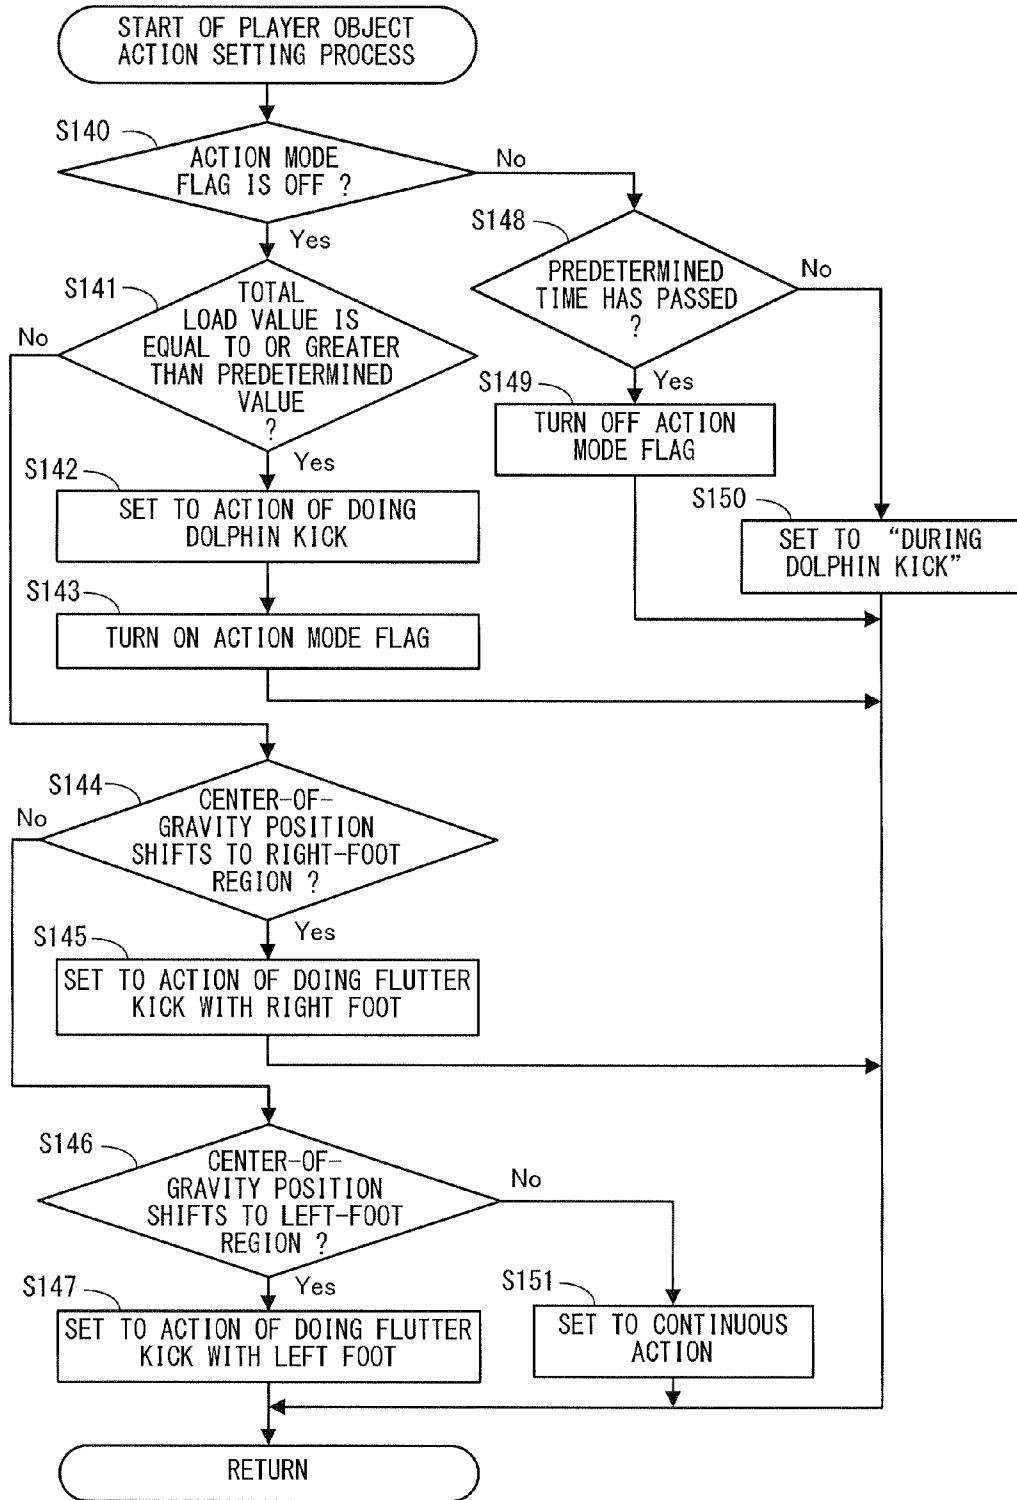 START OF PLAYER OBJECT
ACTION SETTING PROCESS
S140
ACTION MODE
FLAG IS OFF ?
No
Yes
S148
PREDETERMINED
TIME HAS PASSED
?
No
Yes
S141
TOTAL
LOAD VALUE IS
EQUAL TO OR GREATER
THAN PREDETERMINED
VALUE
?
No
Yes
S149
TURN OFF ACTION
MODE FLAG
S142
SET TO ACTION OF DOING
DOLPHIN KICK
S150
SET TO “DURING
DOLPHIN KICK”
S143
TURN ON ACTION MODE FLAG
S144
CENTER-OF-
GRAVITY POSITION
SHIFTS TO RIGHT-FOOT
REGION ?
No
Yes
S145
SET TO ACTION OF DOING FLUTTER
KICK WITH RIGHT FOOT
S146
CENTER-OF-
GRAVITY POSITION
SHIFTS TO LEFT-FOOT
REGION ?
No
Yes
S147
SET TO ACTION OF DOING FLUTTER
KICK WITH LEFT FOOT
S151
SET TO CONTINUOUS
ACTION
RETURN